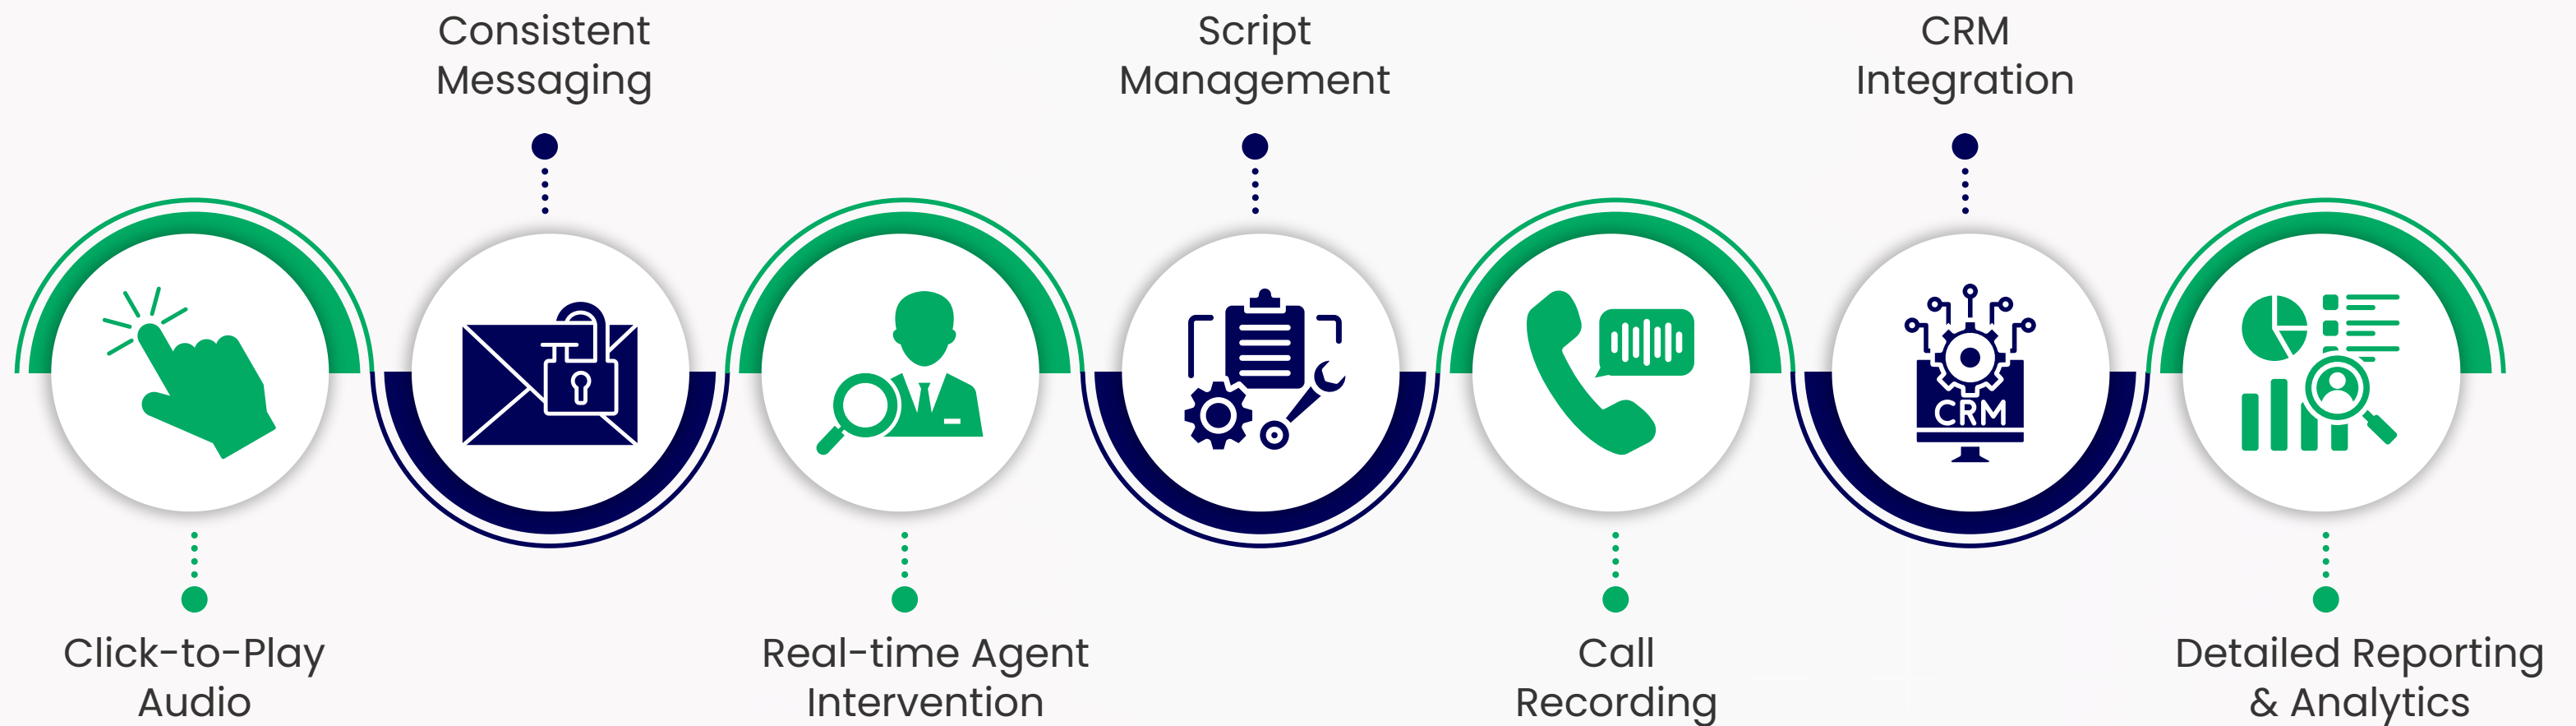 Consistent
Messaging
Script
Management
CRM
Integration
CRM
Click-to-Play
Audio
Real-time Agent
Intervention
Call
Recording
Detailed Reporting
& Analytics